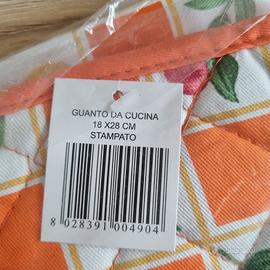 GUANTO DA CUCINA
18 X28 CM
STAMPATO
8 028391 004904